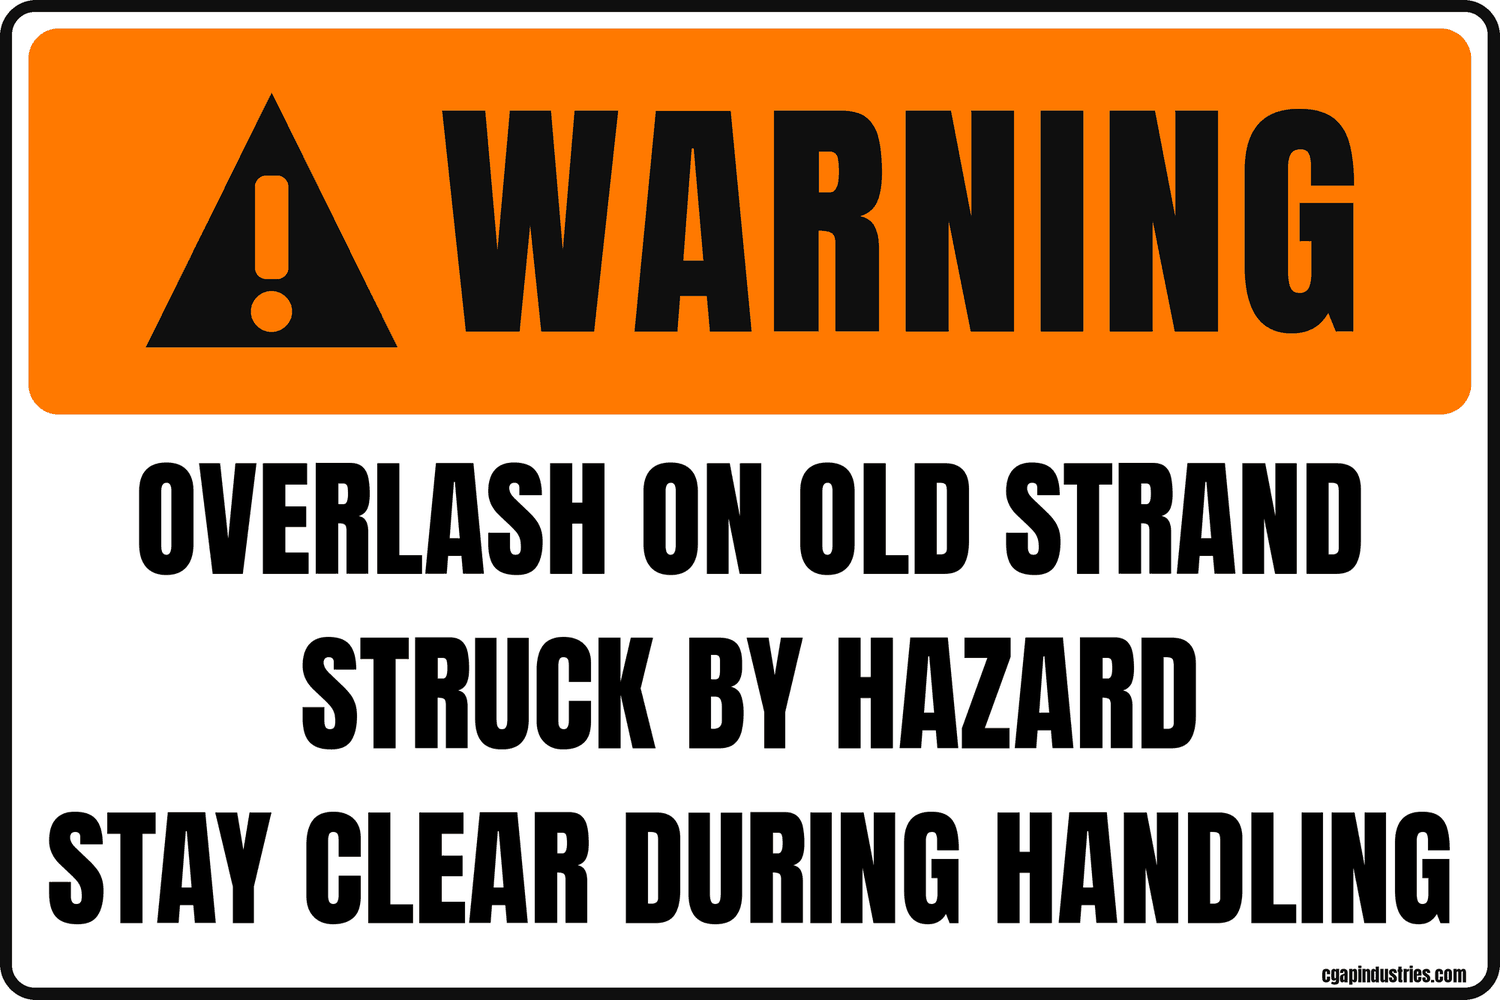 WARNING
OVERLASH ON OLD STRAND
STRUCK BY HAZARD
STAY CLEAR DURING HANDLING
cgapindustries.com